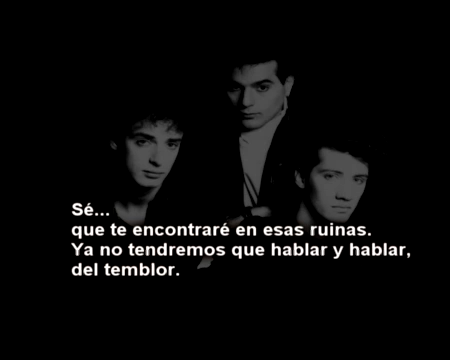 Sé...
que te encontraré en esas ruinas.
Ya no tendremos que hablar y hablar,
del temblor.